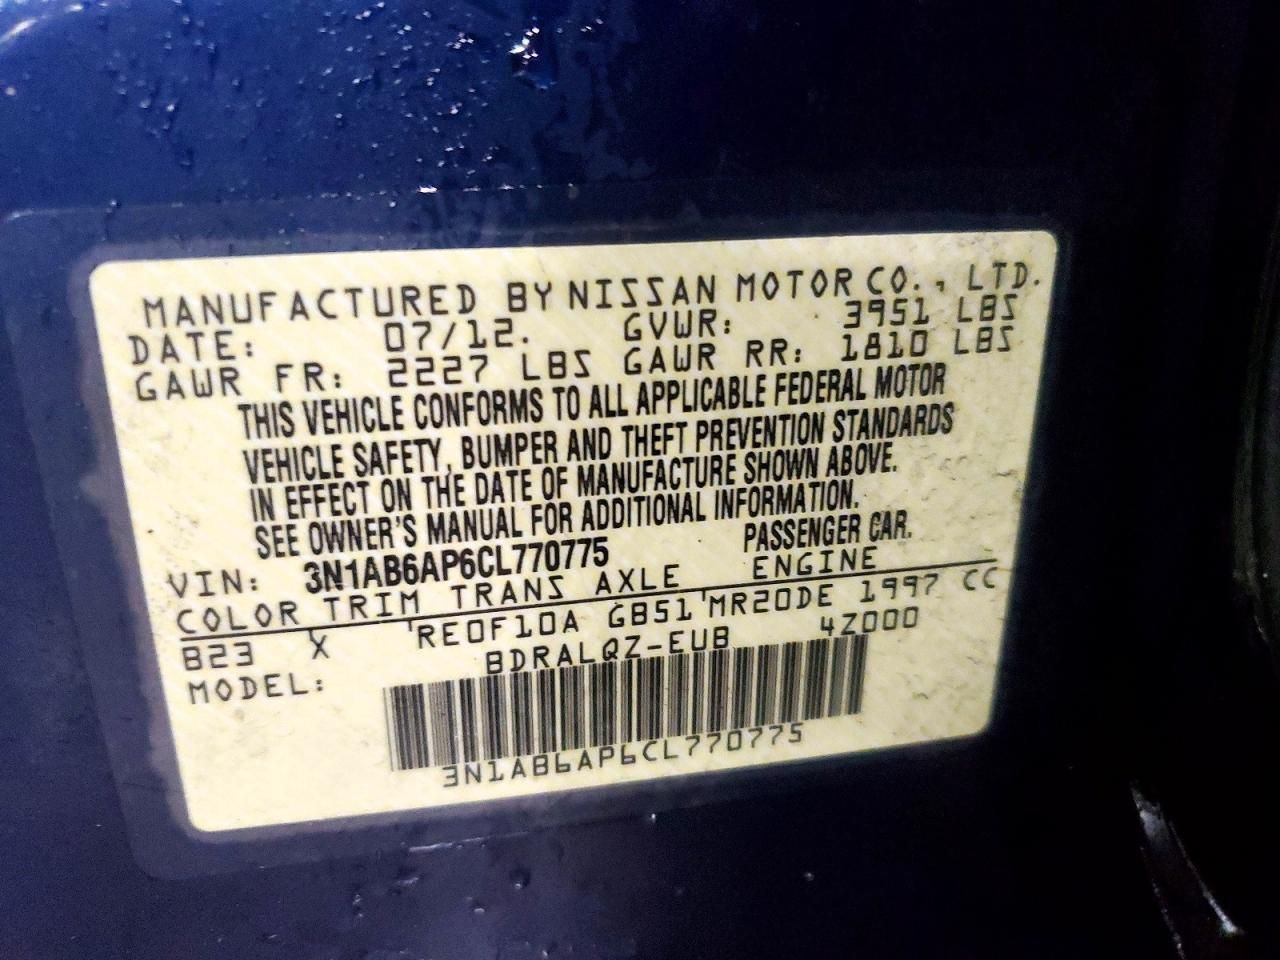 MANUFACTURED BY NISSAN MOTOR CO., LTD.
DATE: 07/12. GVWR: 3951 LBS
GAWR FR: 2227 LBS GAWR RR: 1810 LBS
THIS VEHICLE CONFORMS TO ALL APPLICABLE FEDERAL MOTOR
VEHICLE SAFETY, BUMPER AND THEFT PREVENTION STANDARDS
IN EFFECT ON THE DATE OF MANUFACTURE SHOWN ABOVE.
SEE OWNER'S MANUAL FOR ADDITIONAL INFORMATION.
VIN: 3N1AB6AP6CL770775 PASSENGER CAR.
COLOR TRIM TRANS AXLE ENGINE
B23 X RE0F10A GB51 MR20DE 1997 CC
MODEL: BDRALQZ-EUB 4Z000
3N1AB6AP6CL770775